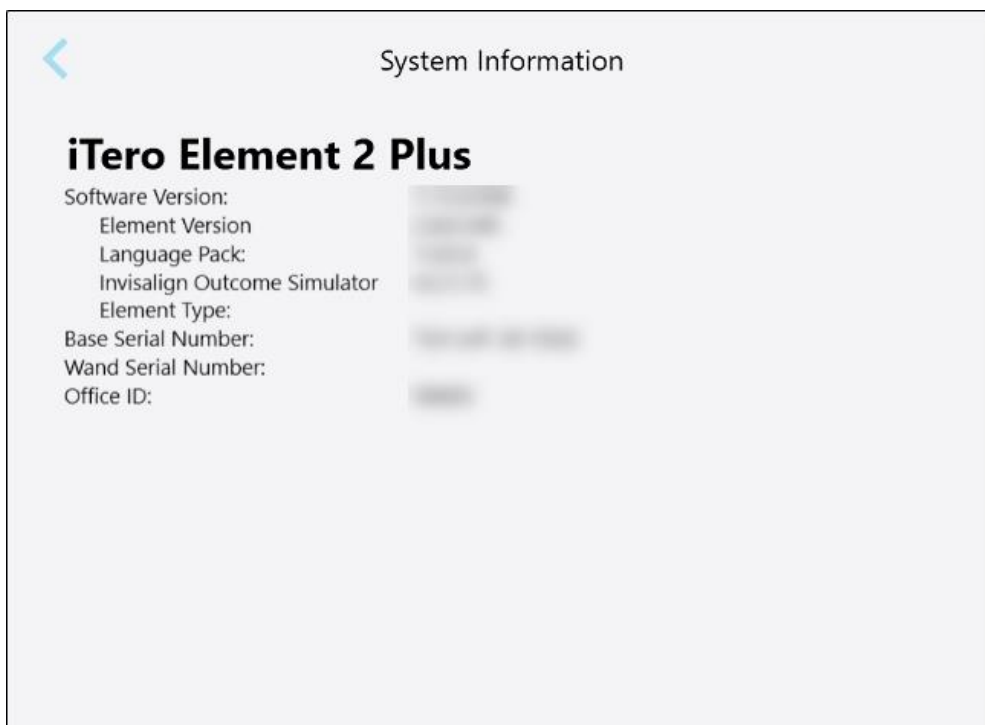 System Information
iTero Element 2 Plus
Software Version:
Element Version
Language Pack:
Invisalign Outcome Simulator
Element Type:
Base Serial Number:
Wand Serial Number:
Office ID: